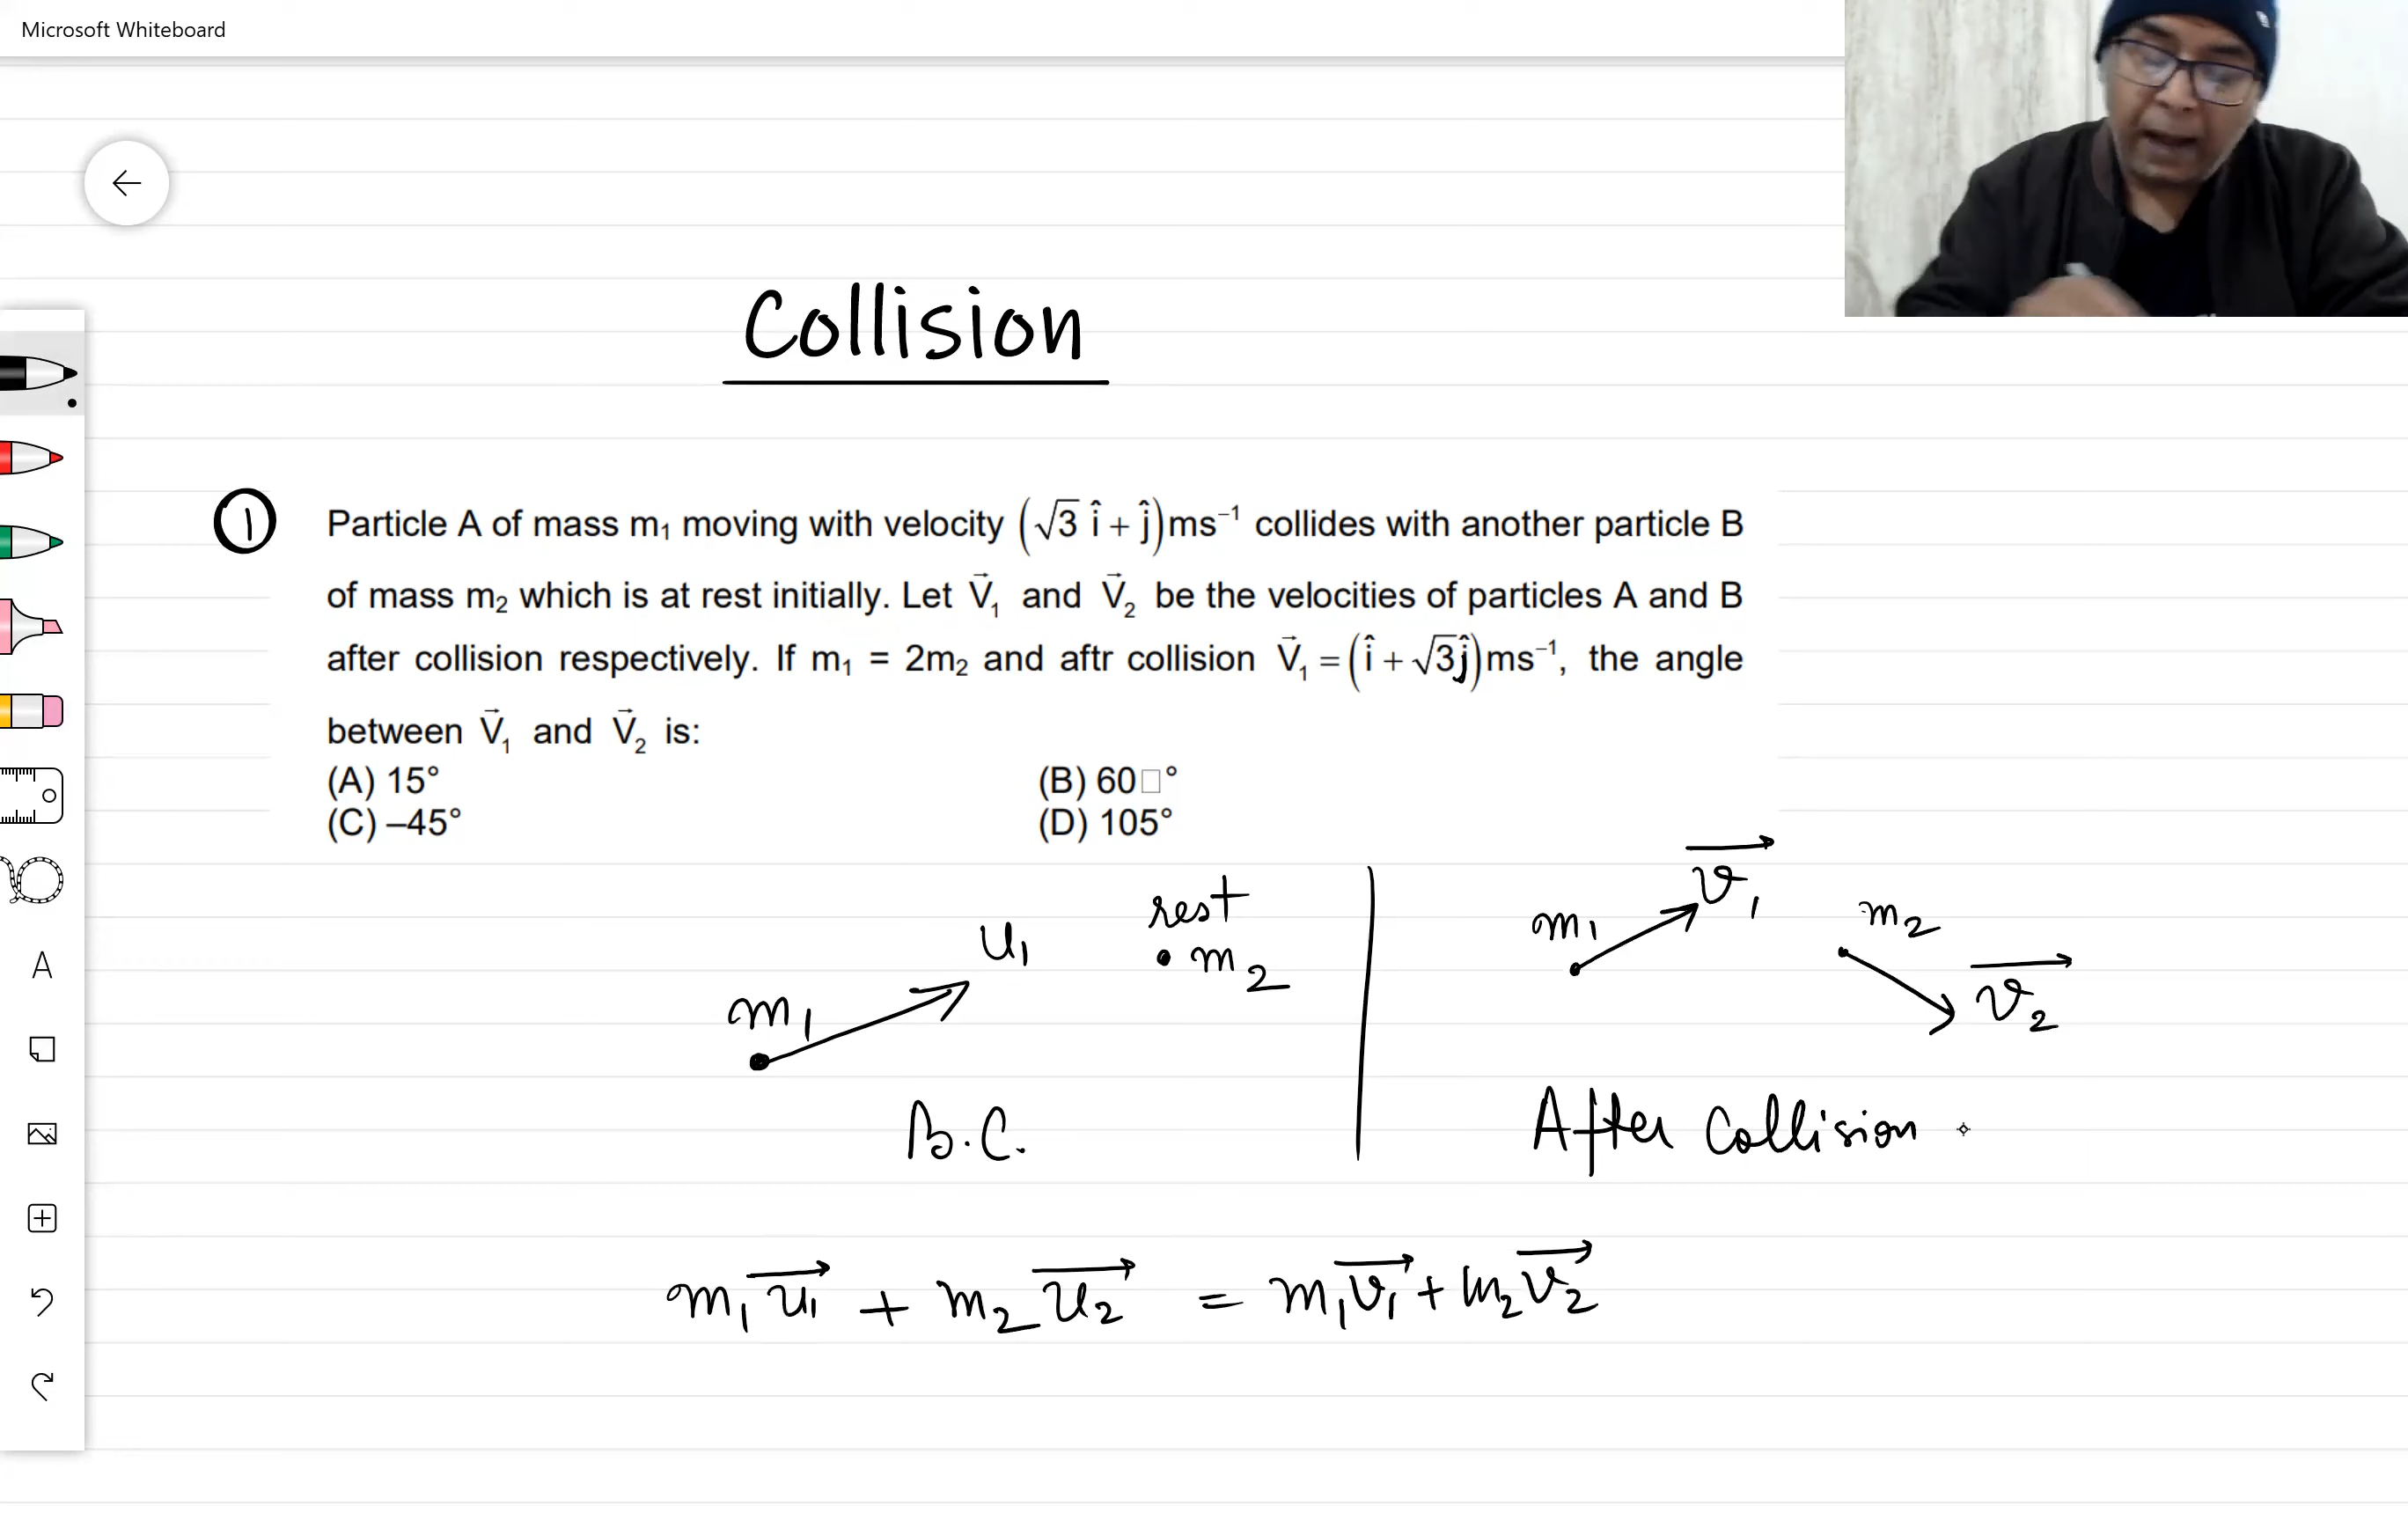 Microsoft Whiteboard
Collision
① Particle A of mass m₁ moving with velocity (√3 î + ĵ)ms⁻¹ collides with another particle B
of mass m₂ which is at rest initially. Let V⃗₁ and V⃗₂ be the velocities of particles A and B
after collision respectively. If m₁ = 2m₂ and aftr collision V⃗₁ = (î + √3ĵ)ms⁻¹, the angle
between V⃗₁ and V⃗₂ is:
(A) 15° (B) 60□°
(C) –45° (D) 105°
m₁ u₁ rest
• m₂
B.C.
m₁ v⃗₁ m₂ v⃗₂
After Collision
m₁u⃗₁ + m₂u⃗₂ = m₁v⃗₁ + m₂v⃗₂
A